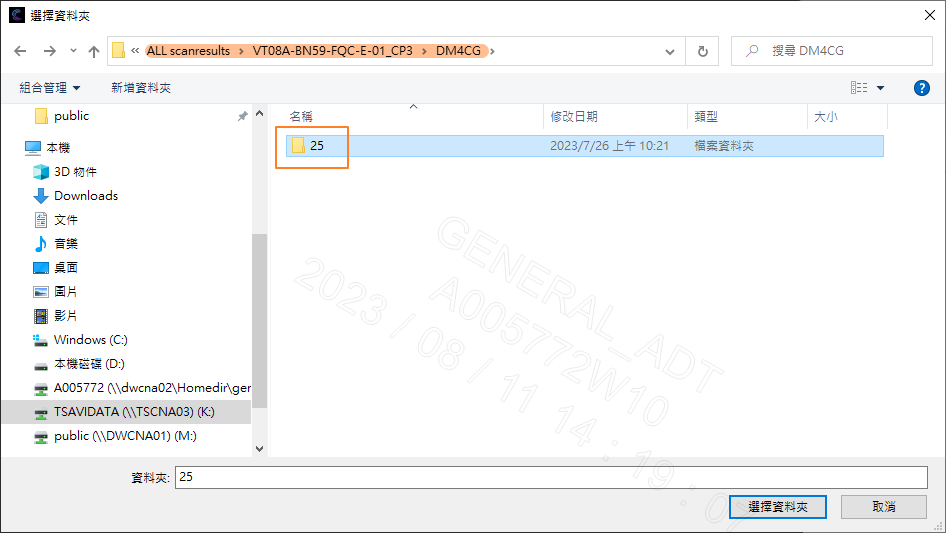 選擇資料夾
« ALL scanresults › VT08A-BN59-FQC-E-01_CP3 › DM4CG ›
搜尋 DM4CG
組合管理 新增資料夾
public
本機
3D 物件
Downloads
文件
音樂
桌面
圖片
影片
Windows (C:)
本機磁碟 (D:)
A005772 (\\dwcna02\Homedir\ger
TSAVIDATA (\\TSCNA03) (K:)
public (\\DWCNA01) (M:)
名稱 修改日期 類型 大小
25 2023/7/26 上午 10:21 檔案資料夾
GENERAL_ADT
A005772W10
2023 / 08 / 11 14 : 19 : 07
資料夾: 25
選擇資料夾 取消